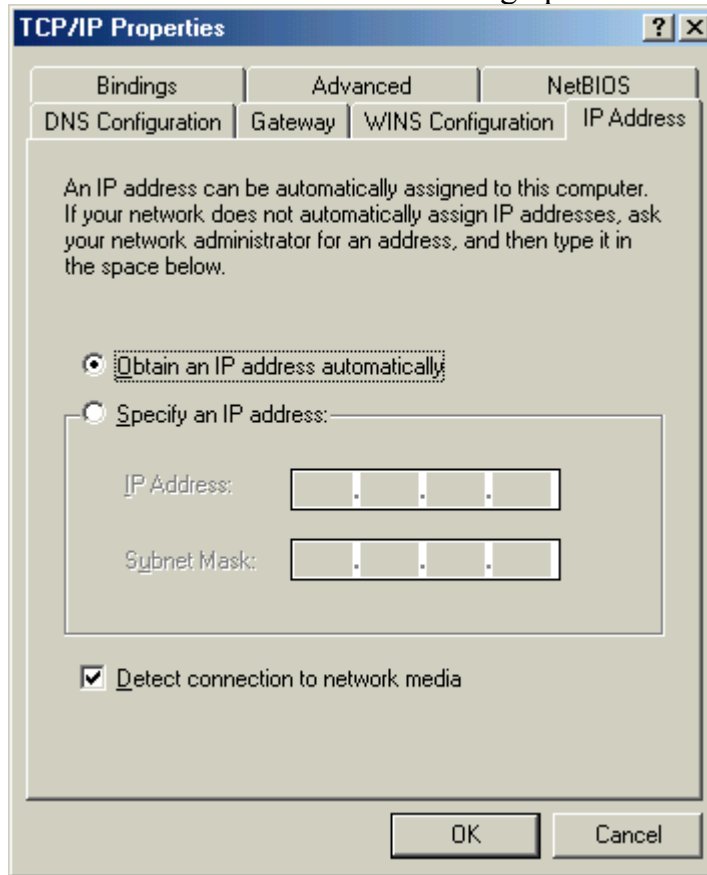 TCP/IP Properties
Bindings Advanced NetBIOS
DNS Configuration Gateway WINS Configuration IP Address
An IP address can be automatically assigned to this computer.
If your network does not automatically assign IP addresses, ask
your network administrator for an address, and then type it in
the space below.
Obtain an IP address automatically
Specify an IP address:
IP Address:
. . .
Subnet Mask:
. . .
Detect connection to network media
OK Cancel